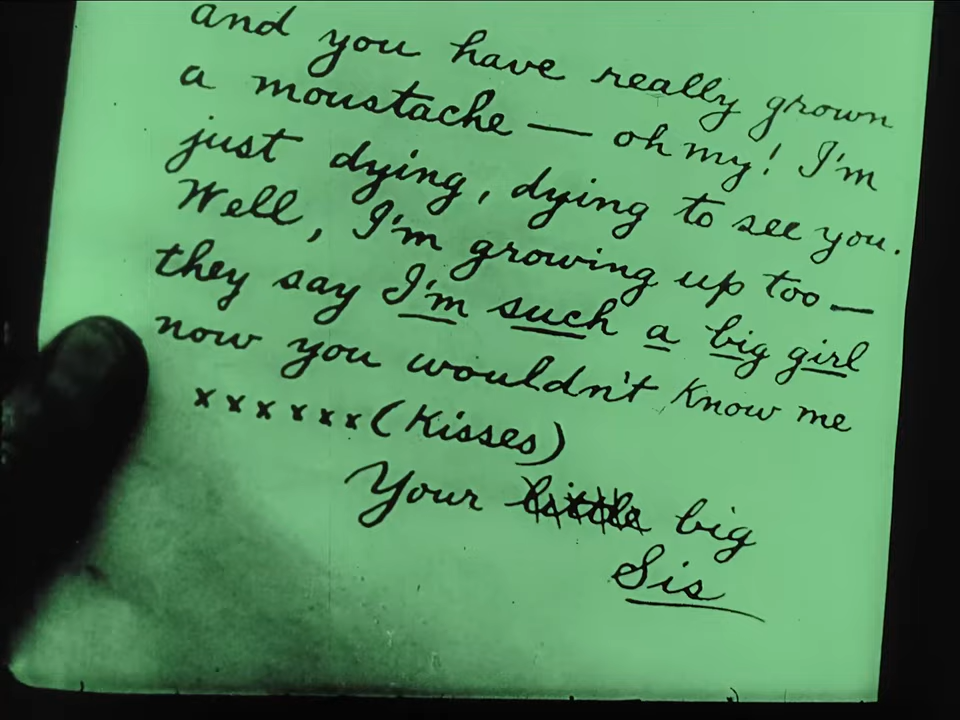 and you have really grown
a moustache — oh my! I'm
just dying, dying to see you.
Well, I'm growing up too —
they say I'm such a big girl
now you wouldn't know me
xxxxxx (Kisses)
Your little big
Sis